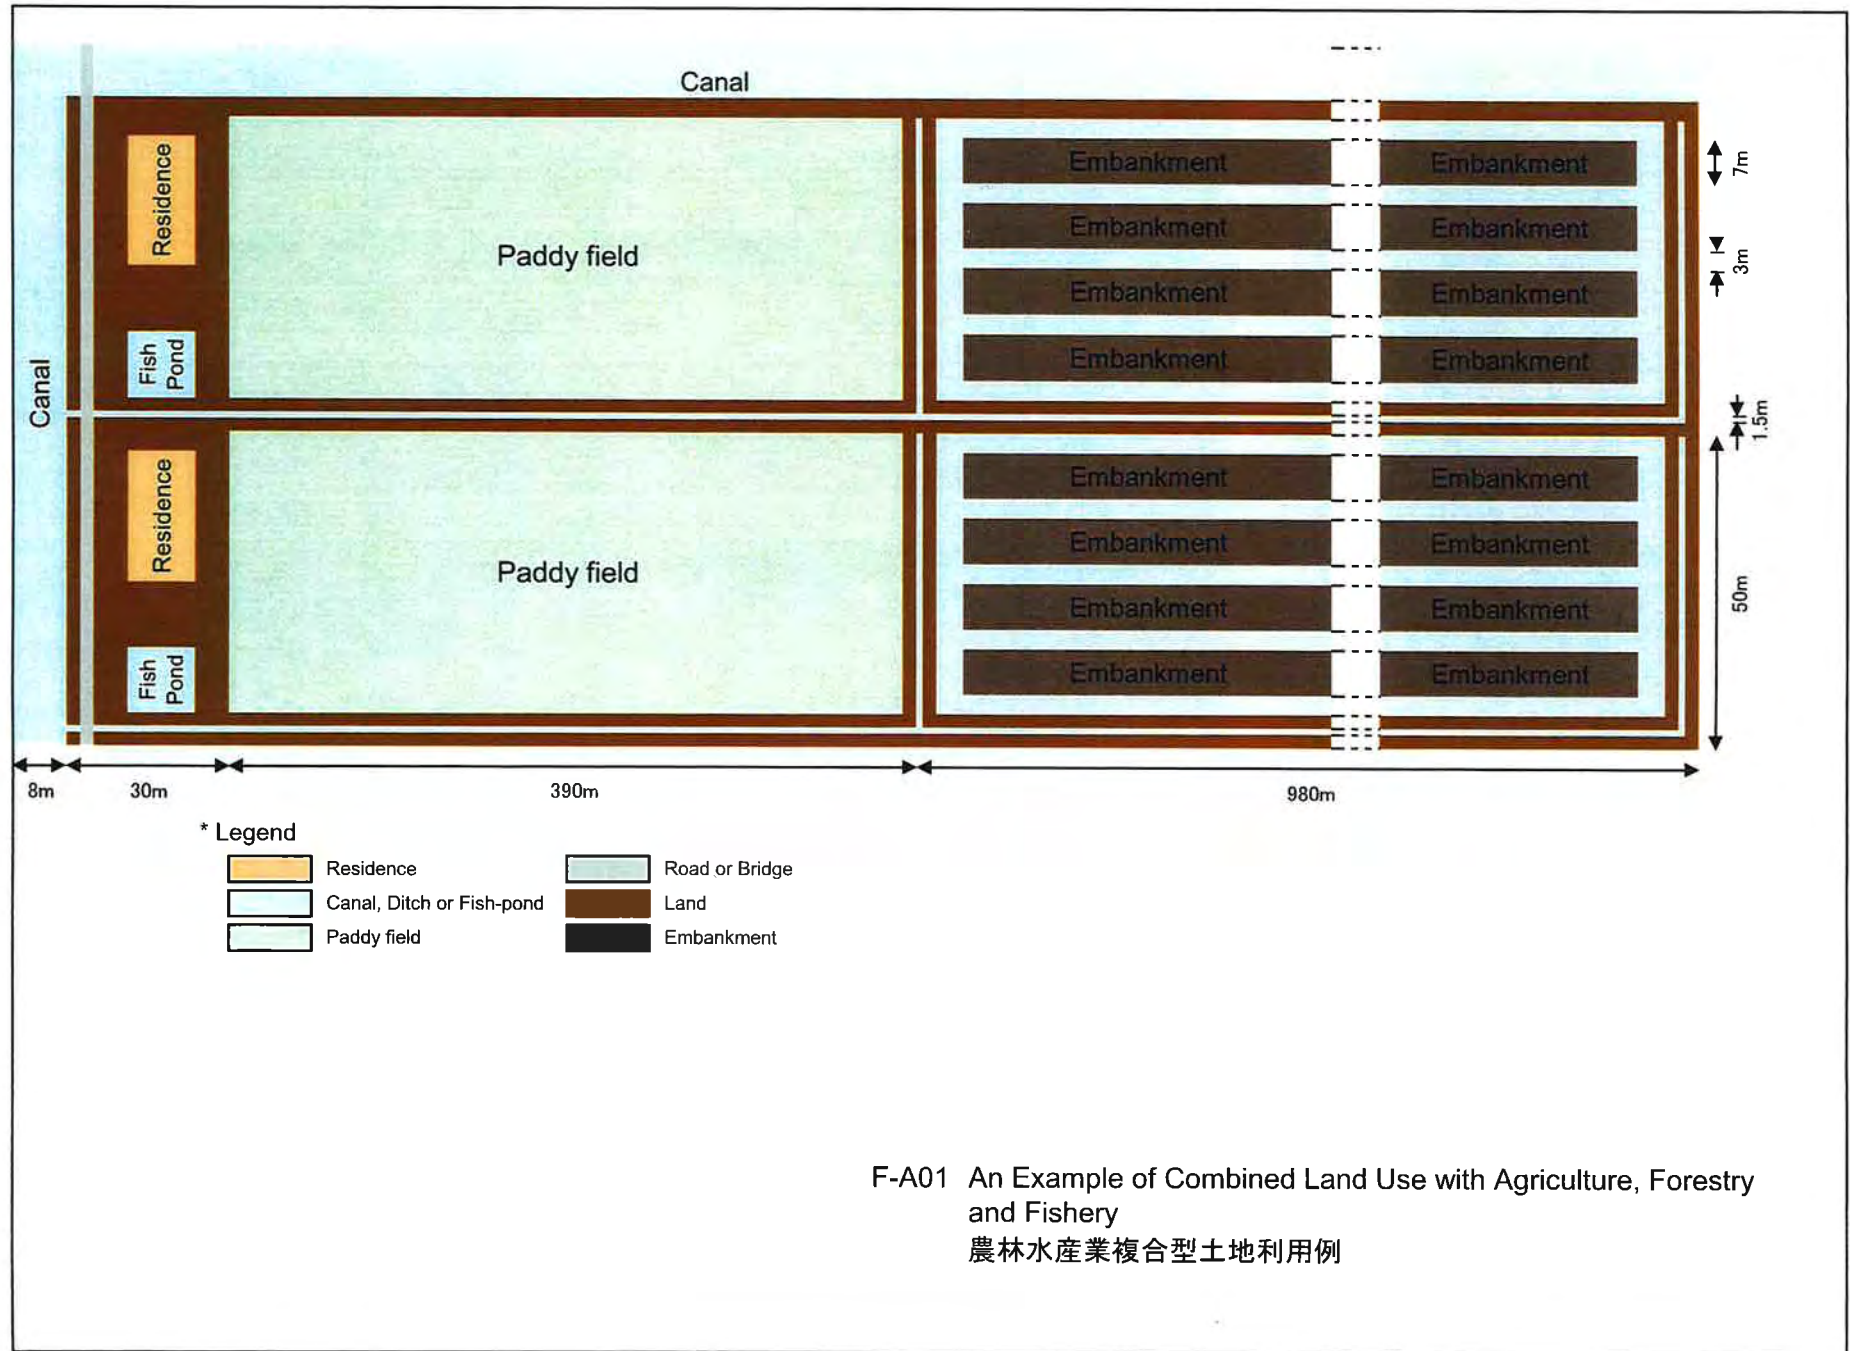 Canal
Canal
Residence
Fish
Pond
Paddy field
Embankment
Embankment
Embankment
Embankment
Embankment
Embankment
Embankment
Embankment
7m
3m
1.5m
Residence
Fish
Pond
Paddy field
Embankment
Embankment
Embankment
Embankment
Embankment
Embankment
Embankment
Embankment
50m
8m
30m
390m
980m
* Legend
Residence
Road or Bridge
Canal, Ditch or Fish-pond
Land
Paddy field
Embankment
F-A01 An Example of Combined Land Use with Agriculture, Forestry
and Fishery
農林水産業複合型土地利用例